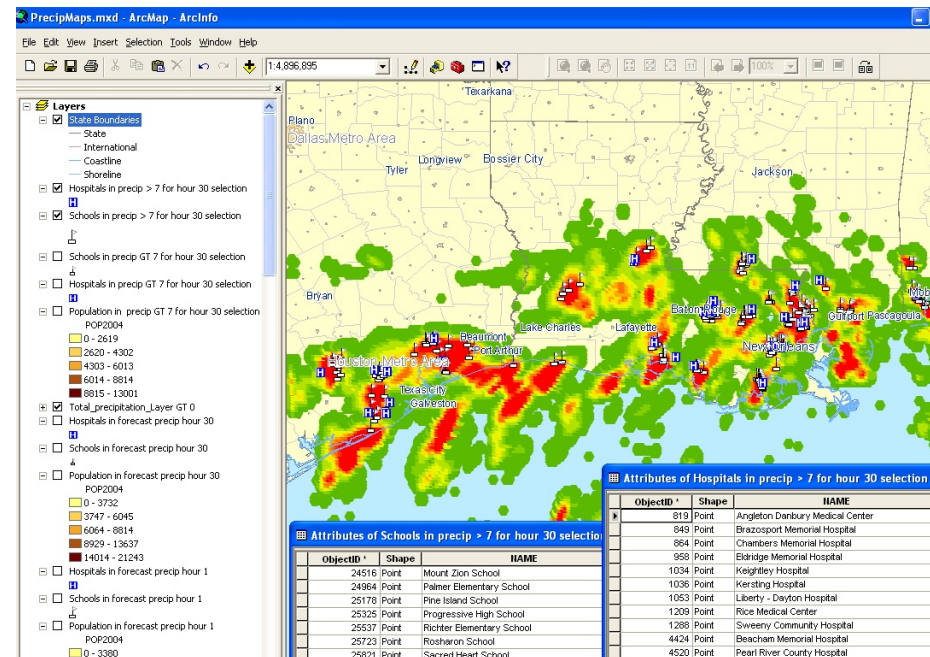 PrecipMaps.mxd - ArcMap - ArcInfo
File Edit View Insert Selection Tools Window Help
1:4,896,895
100%
Layers
State Boundaries
State
International
Coastline
Shoreline
Hospitals in precip > 7 for hour 30 selection
H
Schools in precip > 7 for hour 30 selection
Schools in precip GT 7 for hour 30 selection
Hospitals in precip GT 7 for hour 30 selection
H
Population in precip GT 7 for hour 30 selection
POP2004
0 - 2619
2620 - 4302
4303 - 6013
6014 - 8814
8815 - 13001
Total_precipitation_Layer GT 0
Hospitals in forecast precip hour 30
H
Schools in forecast precip hour 30
Population in forecast precip hour 30
POP2004
0 - 3732
3747 - 6045
6064 - 8814
8929 - 13637
14014 - 21243
Hospitals in forecast precip hour 1
H
Schools in forecast precip hour 1
Population in forecast precip hour 1
POP2004
0 - 3380
Texarkana
Plano
Dallas Metro Area
Longview
Bossier City
Tyler
Jackson
Bryan
Baton Rouge
Mob
Gulfport
Pascagoula
Lake Charles
Lafayette
Beaumont
New Orleans
Port Arthur
Houston Metro Area
Texas City
Galveston
Attributes of Schools in precip > 7 for hour 30 selectio
ObjectID * Shape NAME
24516 Point Mount Zion School
24964 Point Palmer Elementary School
25178 Point Pine Island School
25325 Point Progressive High School
25537 Point Richter Elementary School
25723 Point Rosharon School
25821 Point Sacred Heart School
Attributes of Hospitals in precip > 7 for hour 30 selection
ObjectID * Shape NAME
819 Point Angleton Danbury Medical Center
849 Point Brazosport Memorial Hospital
864 Point Chambers Memorial Hospital
958 Point Eldridge Memorial Hospital
1034 Point Keightley Hospital
1036 Point Kersting Hospital
1053 Point Liberty - Dayton Hospital
1209 Point Rice Medical Center
1288 Point Sweeny Community Hospital
4424 Point Beacham Memorial Hospital
4520 Point Pearl River County Hospital